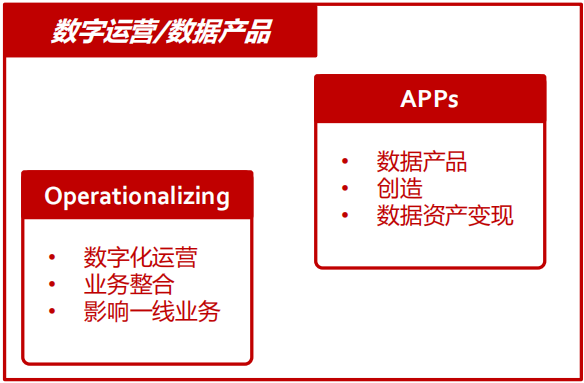 数字运营/数据产品
APPs
数据产品
创造
数据资产变现
Operationalizing
数字化运营
业务整合
影响一线业务